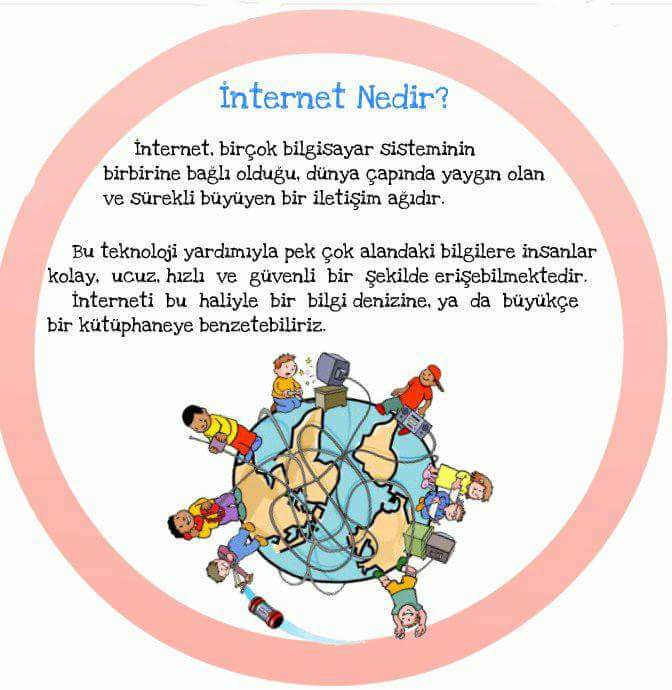 İnternet Nedir?
İnternet, birçok bilgisayar sisteminin
birbirine bağlı olduğu, dünya çapında yaygın olan
ve sürekli büyüyen bir iletişim ağıdır.
Bu teknoloji yardımıyla pek çok alandaki bilgilere insanlar
kolay, ucuz, hızlı ve güvenli bir şekilde erişebilmektedir.
İnterneti bu haliyle bir bilgi denizine, ya da büyükçe
bir kütüphaneye benzetebiliriz.